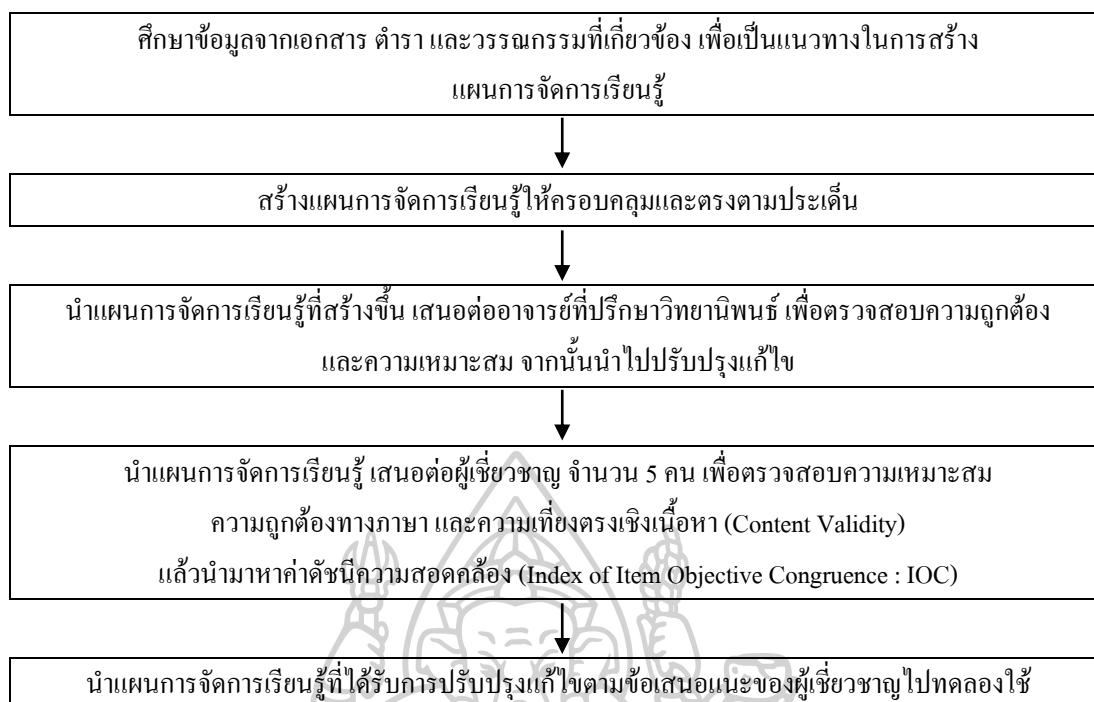 ศึกษาข้อมูลจากเอกสาร ตำรา และวรรณกรรมที่เกี่ยวข้อง เพื่อเป็นแนวทางในการสร้าง
แผนการจัดการเรียนรู้
สร้างแผนการจัดการเรียนรู้ให้ครอบคลุมและตรงตามประเด็น
นำแผนการจัดการเรียนรู้ที่สร้างขึ้น เสนอต่ออาจารย์ที่ปรึกษาวิทยานิพนธ์ เพื่อตรวจสอบความถูกต้อง
และความเหมาะสม จากนั้นนำไปปรับปรุงแก้ไข
นำแผนการจัดการเรียนรู้ เสนอต่อผู้เชี่ยวชาญ จำนวน 5 คน เพื่อตรวจสอบความเหมาะสม
ความถูกต้องทางภาษา และความเที่ยงตรงเชิงเนื้อหา (Content Validity)
แล้วนำมาหาค่าดัชนีความสอดคล้อง (Index of Item Objective Congruence : IOC)
นำแผนการจัดการเรียนรู้ที่ได้รับการปรับปรุงแก้ไขตามข้อเสนอแนะของผู้เชี่ยวชาญไปทดลองใช้